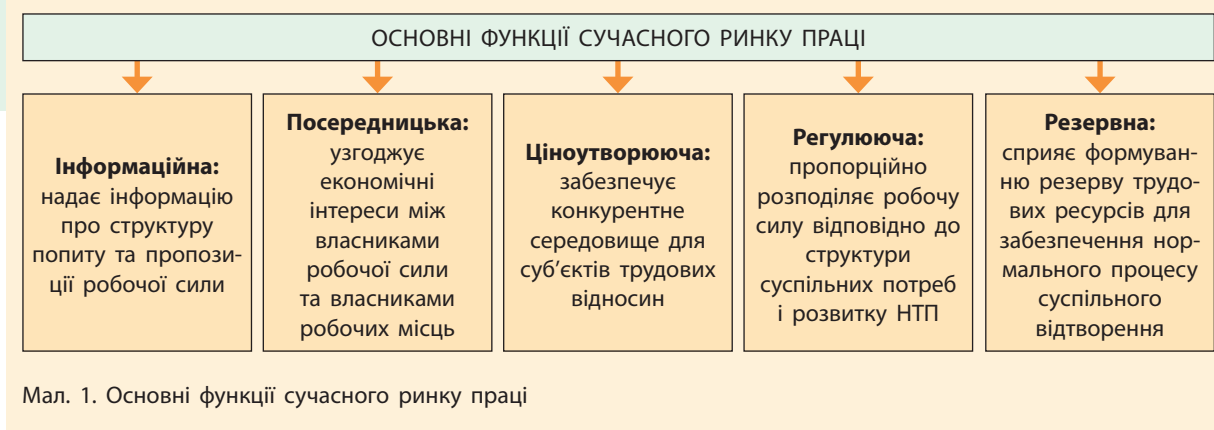 ОСНОВНІ ФУНКЦІЇ СУЧАСНОГО РИНКУ ПРАЦІ
Інформаційна:
надає інформацію
про структуру
попиту та пропози-
ції робочої сили
Посередницька:
узгоджує
економічні
інтереси між
власниками
робочої сили
та власниками
робочих місць
Ціноутворююча:
забезпечує
конкурентне
середовище для
суб’єктів трудових
відносин
Регулююча:
пропорційно
розподіляє робочу
силу відповідно до
структури
суспільних потреб
і розвитку НТП
Резервна:
сприяє формуван-
ню резерву трудо-
вих ресурсів для
забезпечення нор-
мального процесу
суспільного
відтворення
Мал. 1. Основні функції сучасного ринку праці